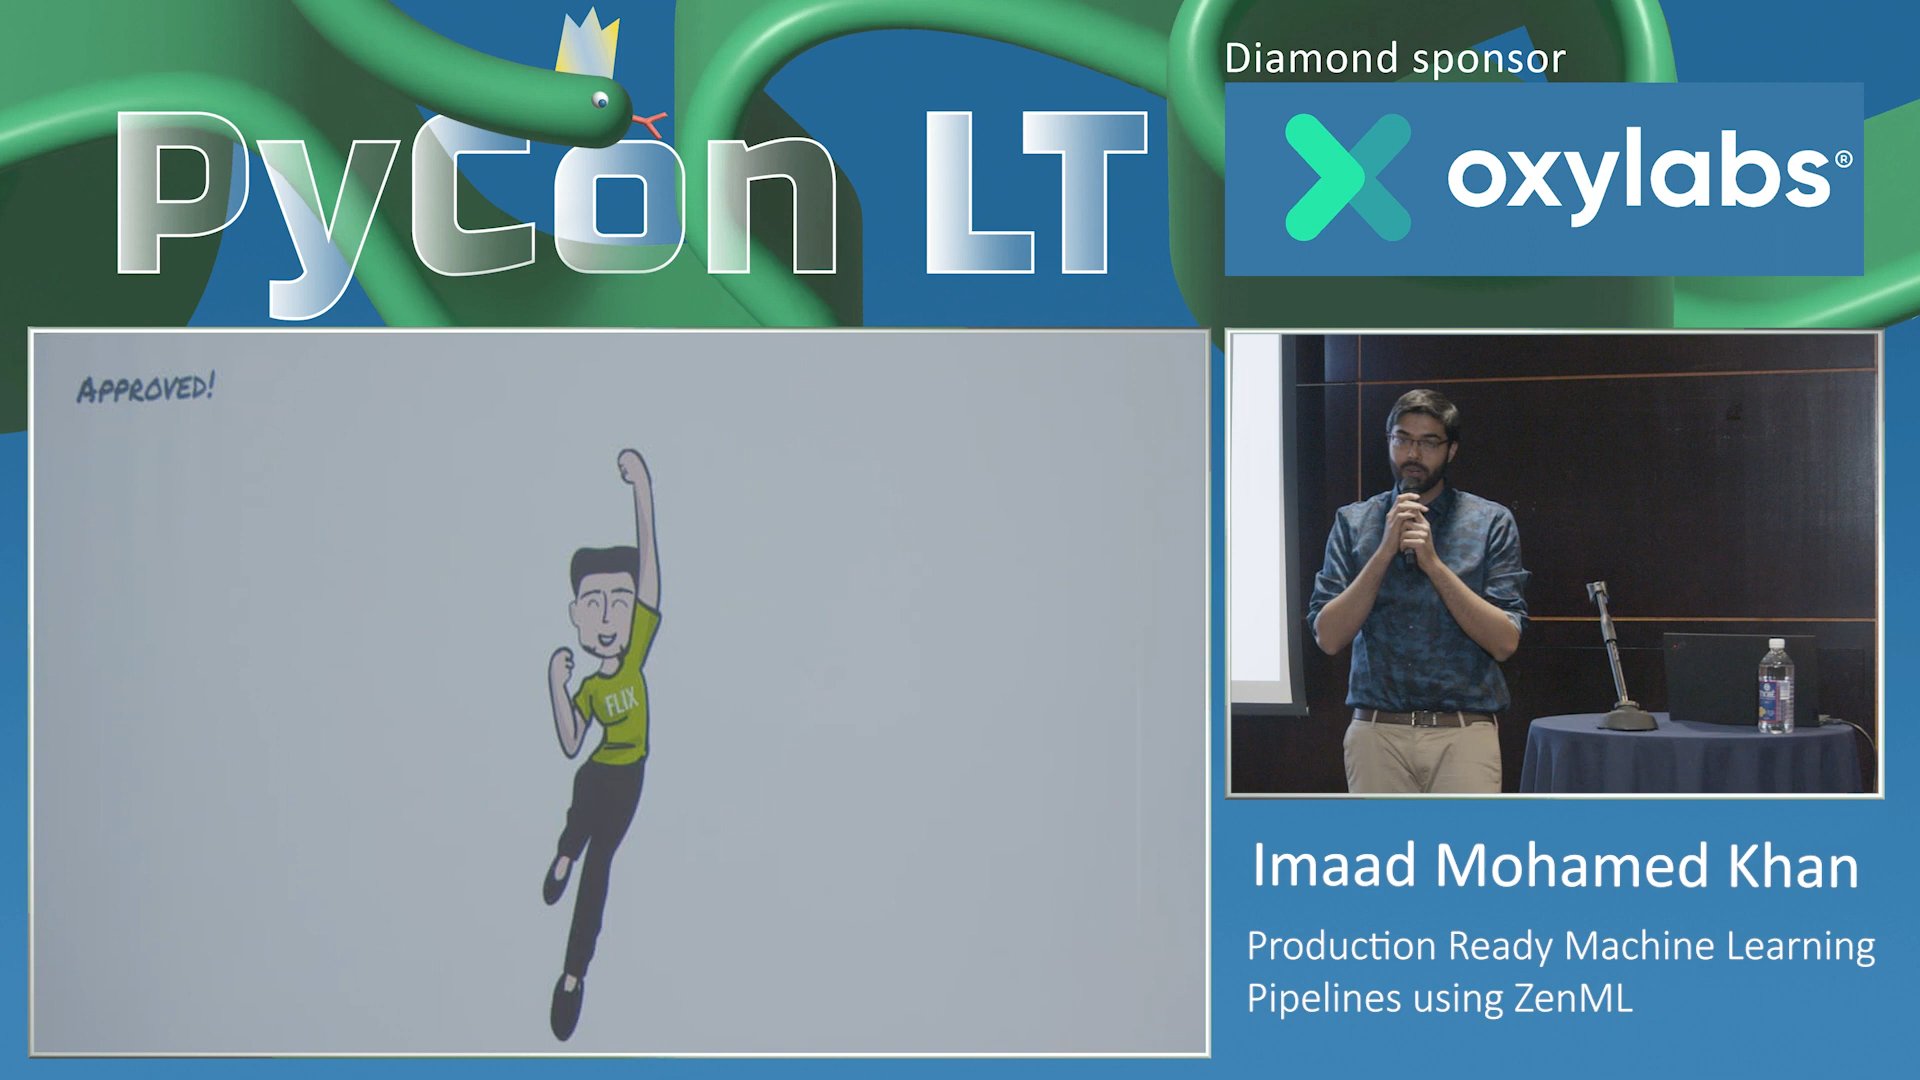 PyCon LT
Diamond sponsor
oxylabs®
APPROVED!
FLIX
Imaad Mohamed Khan
Production Ready Machine Learning
Pipelines using ZenML